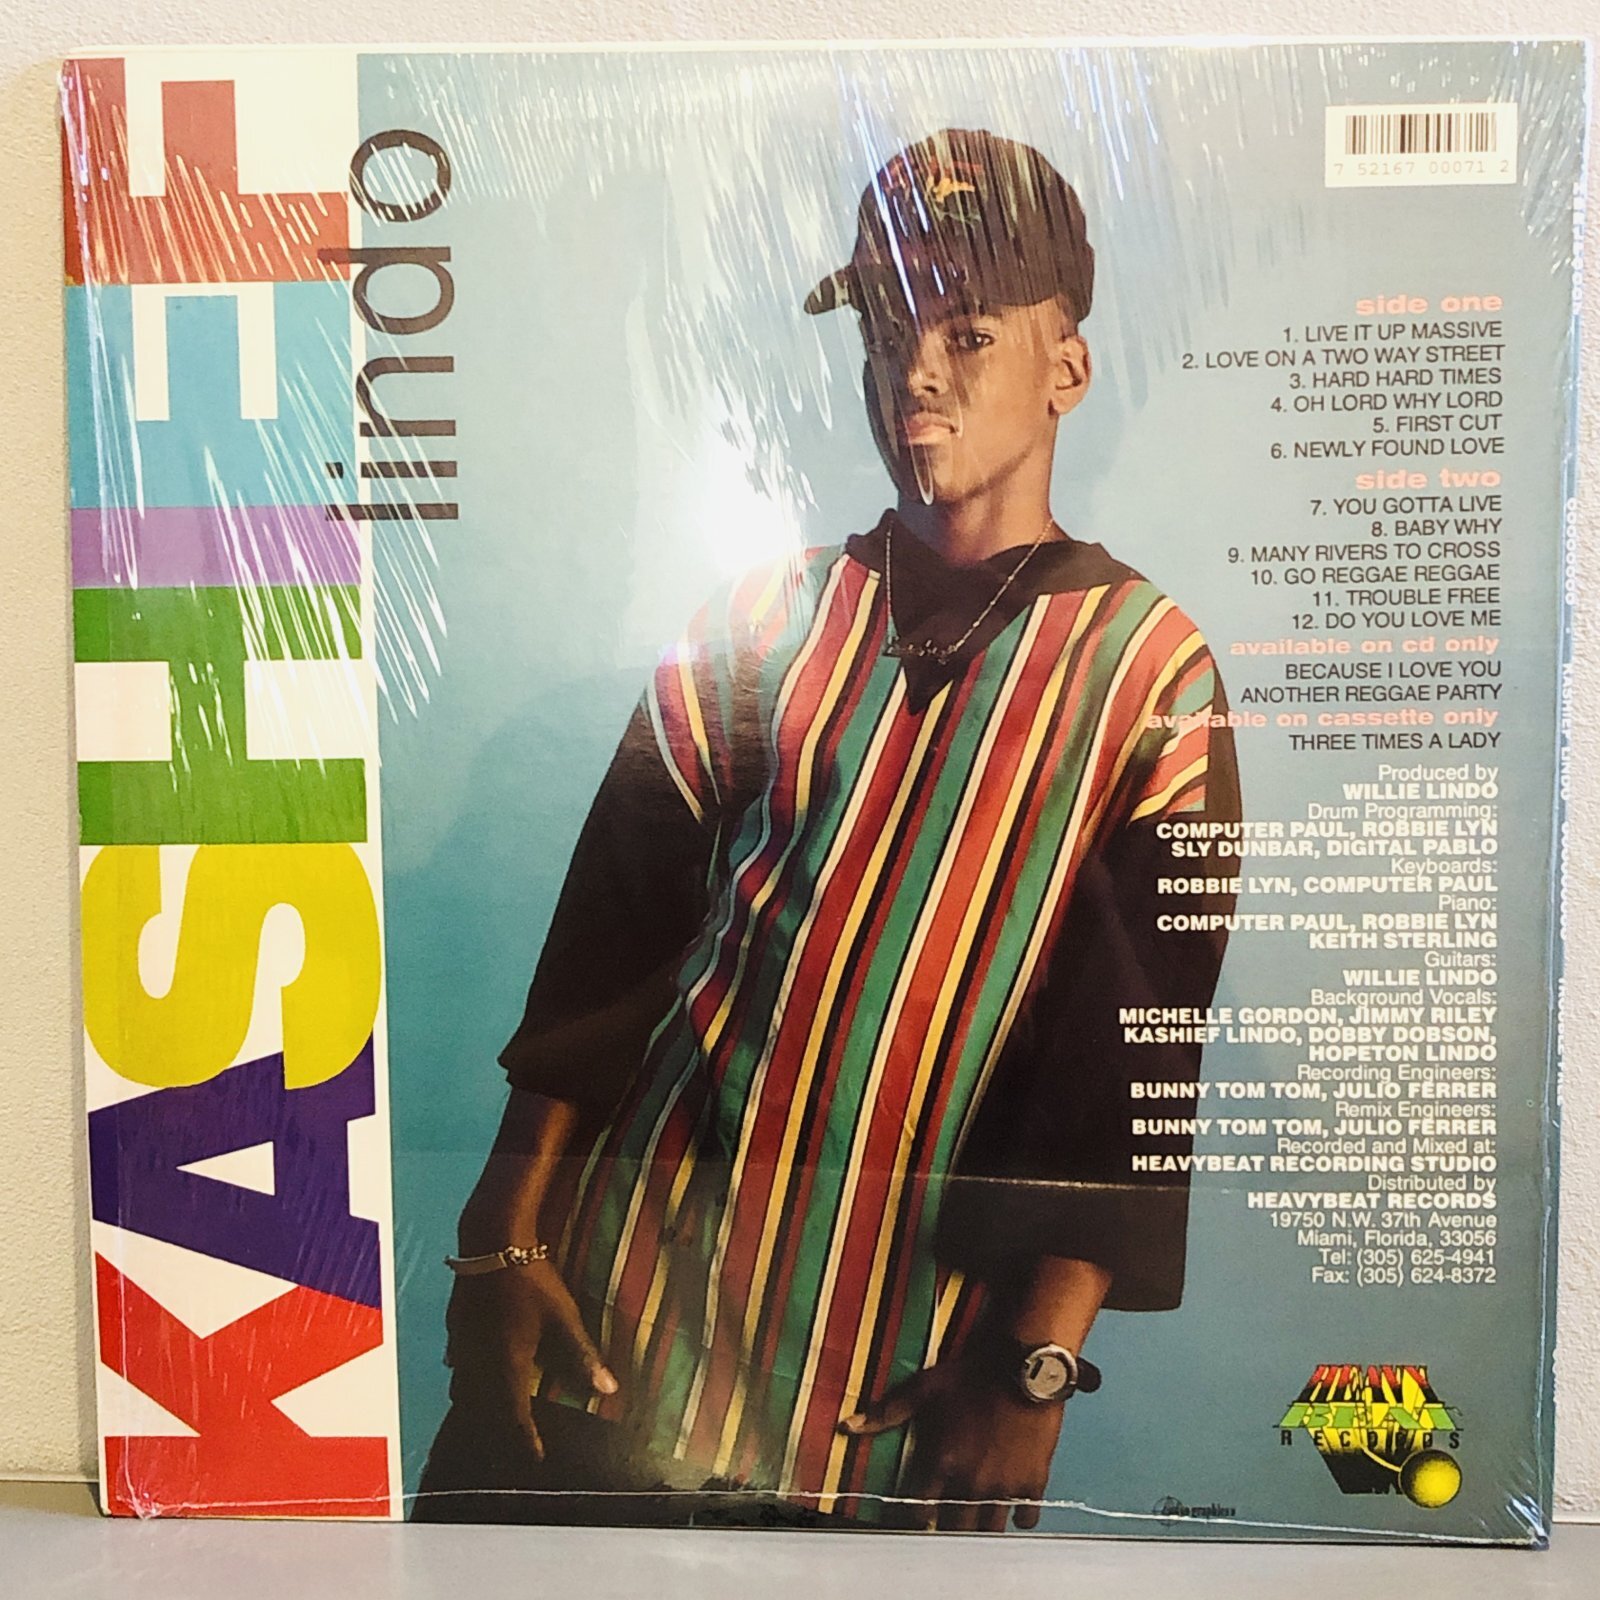 KASHIEF
lindo
7 52167 00071 2
side one
1. LIVE IT UP MASSIVE
2. LOVE ON A TWO WAY STREET
3. HARD HARD TIMES
4. OH LORD WHY LORD
5. FIRST CUT
6. NEWLY FOUND LOVE
side two
7. YOU GOTTA LIVE
8. BABY WHY
9. MANY RIVERS TO CROSS
10. GO REGGAE REGGAE
11. TROUBLE FREE
12. DO YOU LOVE ME
available on cd only
BECAUSE I LOVE YOU
ANOTHER REGGAE PARTY
available on cassette only
THREE TIMES A LADY
Produced by
WILLIE LINDO
Drum Programming:
COMPUTER PAUL, ROBBIE LYN
SLY DUNBAR, DIGITAL PABLO
Keyboards:
ROBBIE LYN, COMPUTER PAUL
Piano:
COMPUTER PAUL, ROBBIE LYN
KEITH STERLING
Guitars:
WILLIE LINDO
Background Vocals:
MICHELLE GORDON, JIMMY RILEY
KASHIEF LINDO, DOBBY DOBSON,
HOPETON LINDO
Recording Engineers:
BUNNY TOM TOM, JULIO FERRER
Remix Engineers:
BUNNY TOM TOM, JULIO FERRER
Recorded and Mixed at:
HEAVYBEAT RECORDING STUDIO
Distributed by
HEAVYBEAT RECORDS
19750 N.W. 37th Avenue
Miami, Florida, 33056
Tel: (305) 625-4941
Fax: (305) 624-8372
HEAVY
BEAT
RECORDS
KASHIEF LINDO